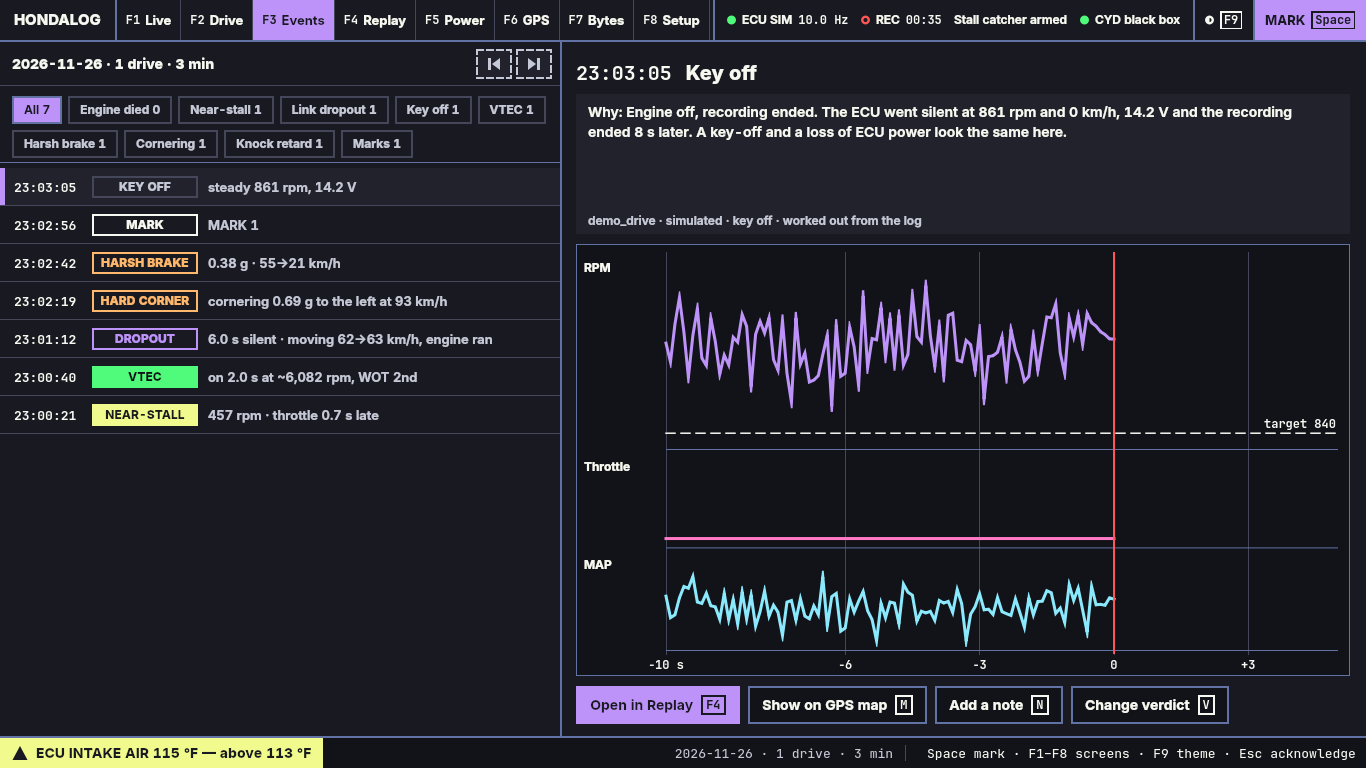 HONDALOG F1 Live F2 Drive F3 Events F4 Replay F5 Power F6 GPS F7 Bytes F8 Setup ECU SIM 10.0 Hz REC 00:35 Stall catcher armed CYD black box F9 MARK Space
2026-11-26 · 1 drive · 3 min
All 7 Engine died 0 Near-stall 1 Link dropout 1 Key off 1 VTEC 1
Harsh brake 1 Cornering 1 Knock retard 1 Marks 1
23:03:05 KEY OFF steady 861 rpm, 14.2 V
23:02:56 MARK MARK 1
23:02:42 HARSH BRAKE 0.38 g · 55→21 km/h
23:02:19 HARD CORNER cornering 0.69 g to the left at 93 km/h
23:01:12 DROPOUT 6.0 s silent · moving 62→63 km/h, engine ran
23:00:40 VTEC on 2.0 s at ~6,082 rpm, WOT 2nd
23:00:21 NEAR-STALL 457 rpm · throttle 0.7 s late
23:03:05 Key off
Why: Engine off, recording ended. The ECU went silent at 861 rpm and 0 km/h, 14.2 V and the recording
ended 8 s later. A key-off and a loss of ECU power look the same here.
demo_drive · simulated · key off · worked out from the log
RPM
target 840
Throttle
MAP
-10 s -6 -3 0 +3
Open in Replay F4 Show on GPS map M Add a note N Change verdict V
ECU INTAKE AIR 115 °F — above 113 °F 2026-11-26 · 1 drive · 3 min Space mark · F1–F8 screens · F9 theme · Esc acknowledge